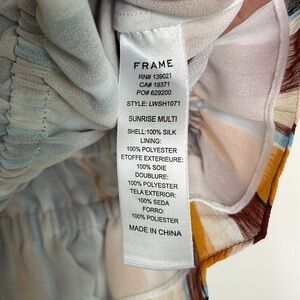 FRAME
RN# 139021
CA# 19371
PO# 629200
STYLE: LWSH1071
SUNRISE MULTI
SHELL:100% SILK
LINING:
100% POLYESTER
ETOFFE EXTERIEURE:
100% SOIE
DOUBLURE:
100% POLYESTER
TELA EXTERIOR:
100% SEDA
FORRO:
100% POLIESTER
MADE IN CHINA